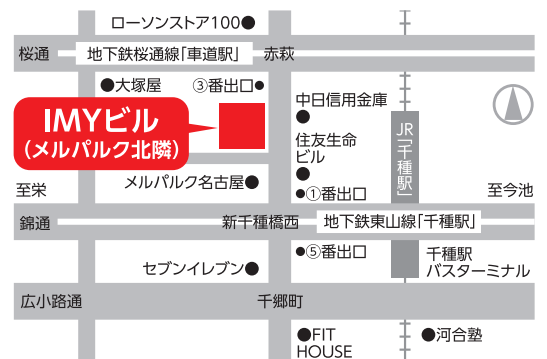 ローソンストア100●
桜通
地下鉄桜通線「車道駅」
赤萩
●大塚屋
③番出口●
中日信用金庫
IMYビル
(メルパルク北隣)
住友生命
ビル
JR「千種駅」
メルパルク名古屋●
●①番出口
至栄
至今池
錦通
新千種橋西
地下鉄東山線「千種駅」
●⑤番出口
千種駅
バスターミナル
セブンイレブン●
広小路通
千郷町
●FIT
HOUSE
●河合塾